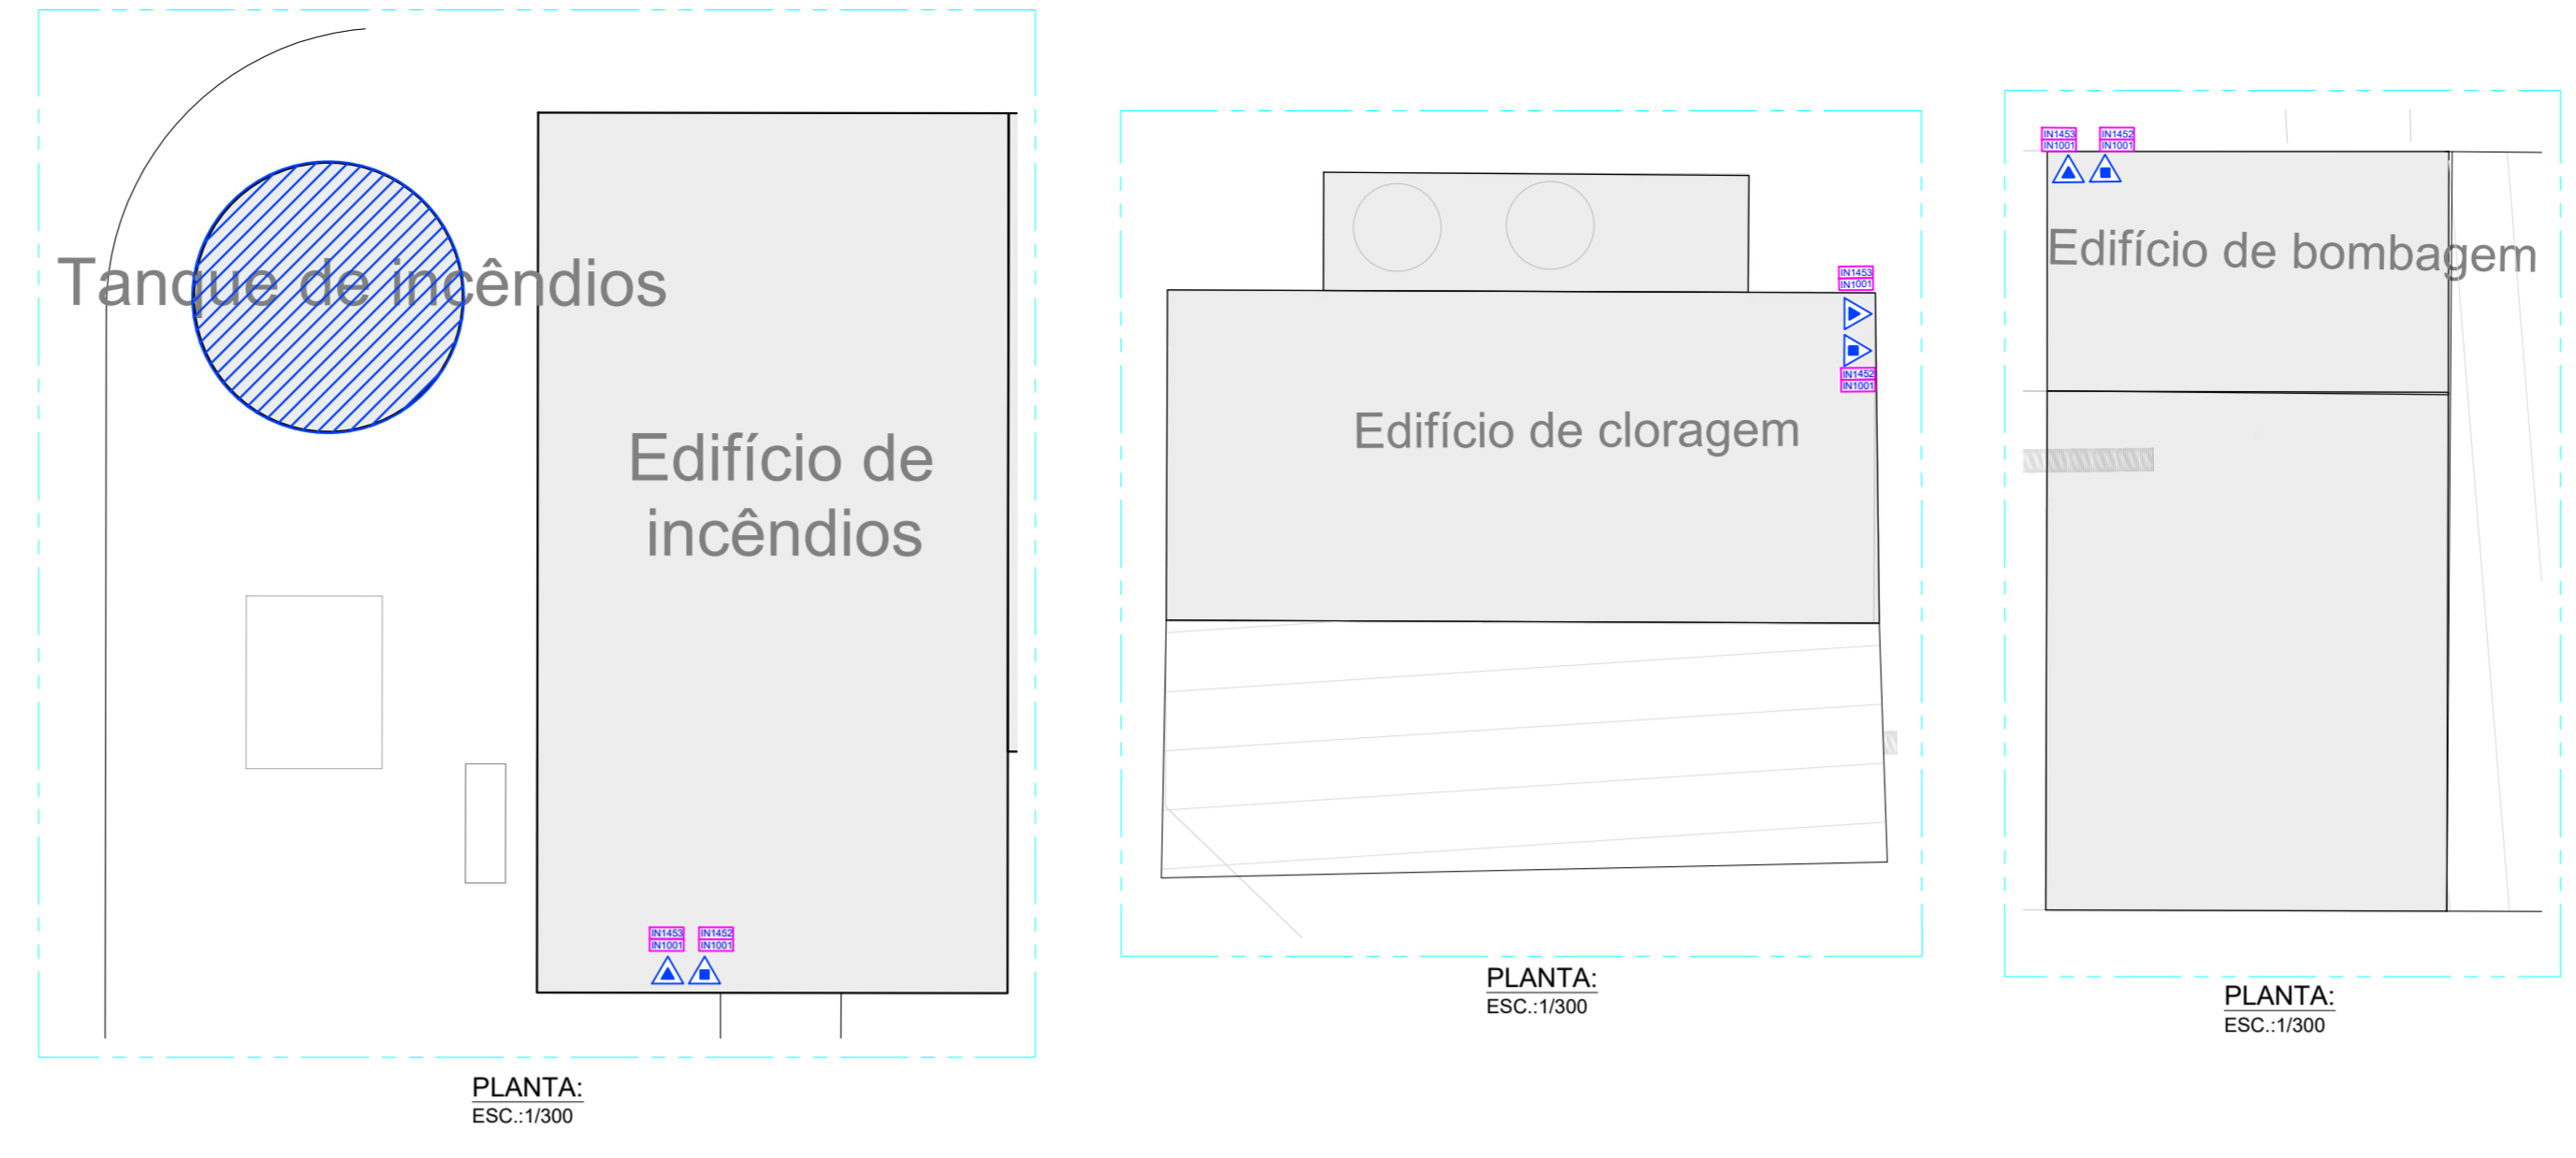 Tanque de incêndios
Edifício de
incêndios
IN1453
IN1001
IN1452
IN1001
PLANTA:
ESC.:1/300
IN1453
IN1001
IN1452
IN1001
Edifício de cloragem
PLANTA:
ESC.:1/300
IN1453
IN1001
IN1452
IN1001
Edifício de bombagem
PLANTA:
ESC.:1/300